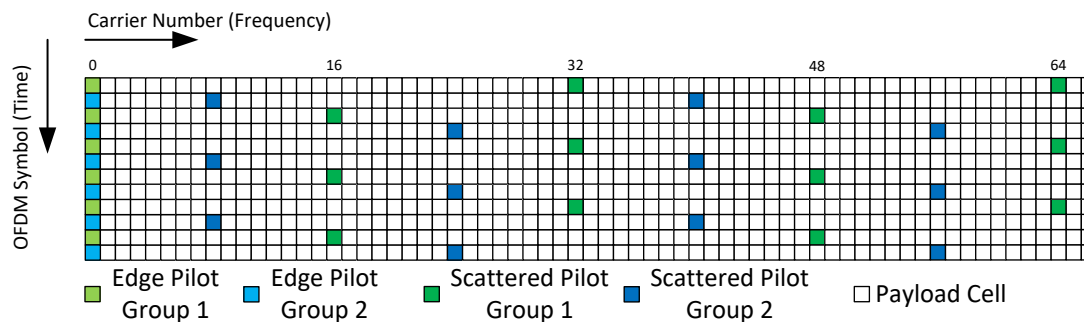 Carrier Number (Frequency)
0 16 32 48 64
OFDM Symbol (Time)
Edge Pilot
Group 1
Edge Pilot
Group 2
Scattered Pilot
Group 1
Scattered Pilot
Group 2
Payload Cell